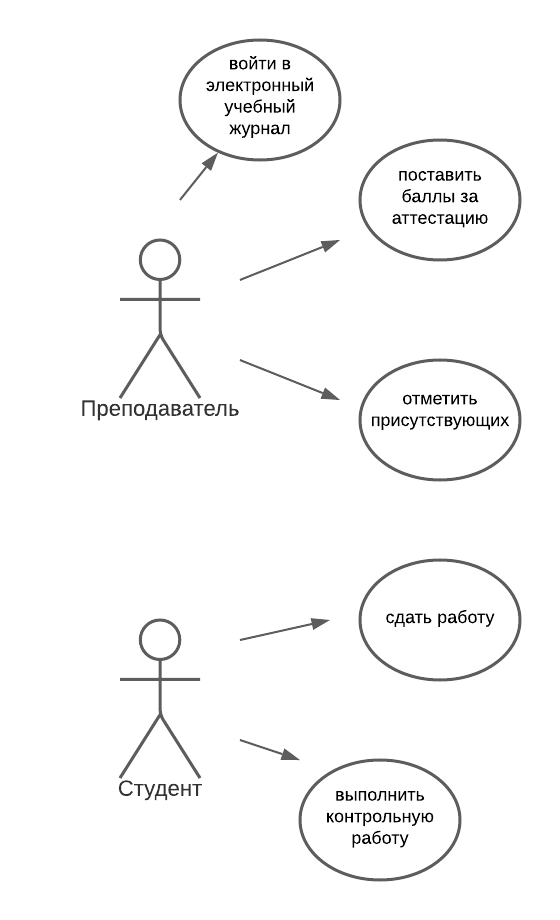 войти в
электронный
учебный
журнал
поставить
баллы за
аттестацию
Преподаватель
отметить
присутствующих
сдать работу
Студент
выполнить
контрольную
работу